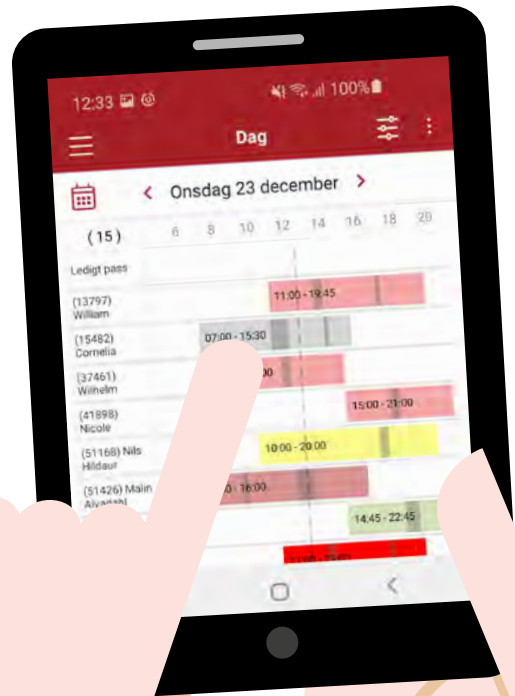 12:33 100%
Dag
Onsdag 23 december
(15) 6 8 10 12 14 16 18 20
Ledigt pass
(13797)
William
11:00 - 19:45
(15482)
Cornelia
07:00 - 15:30
(37461)
Wilhelm
00
(41898)
Nicole
15:00 - 21:00
(51168) Nils
Hildaur
10:00 - 20:00
(51426) Malin
0 - 16:00
14:45 - 22:45